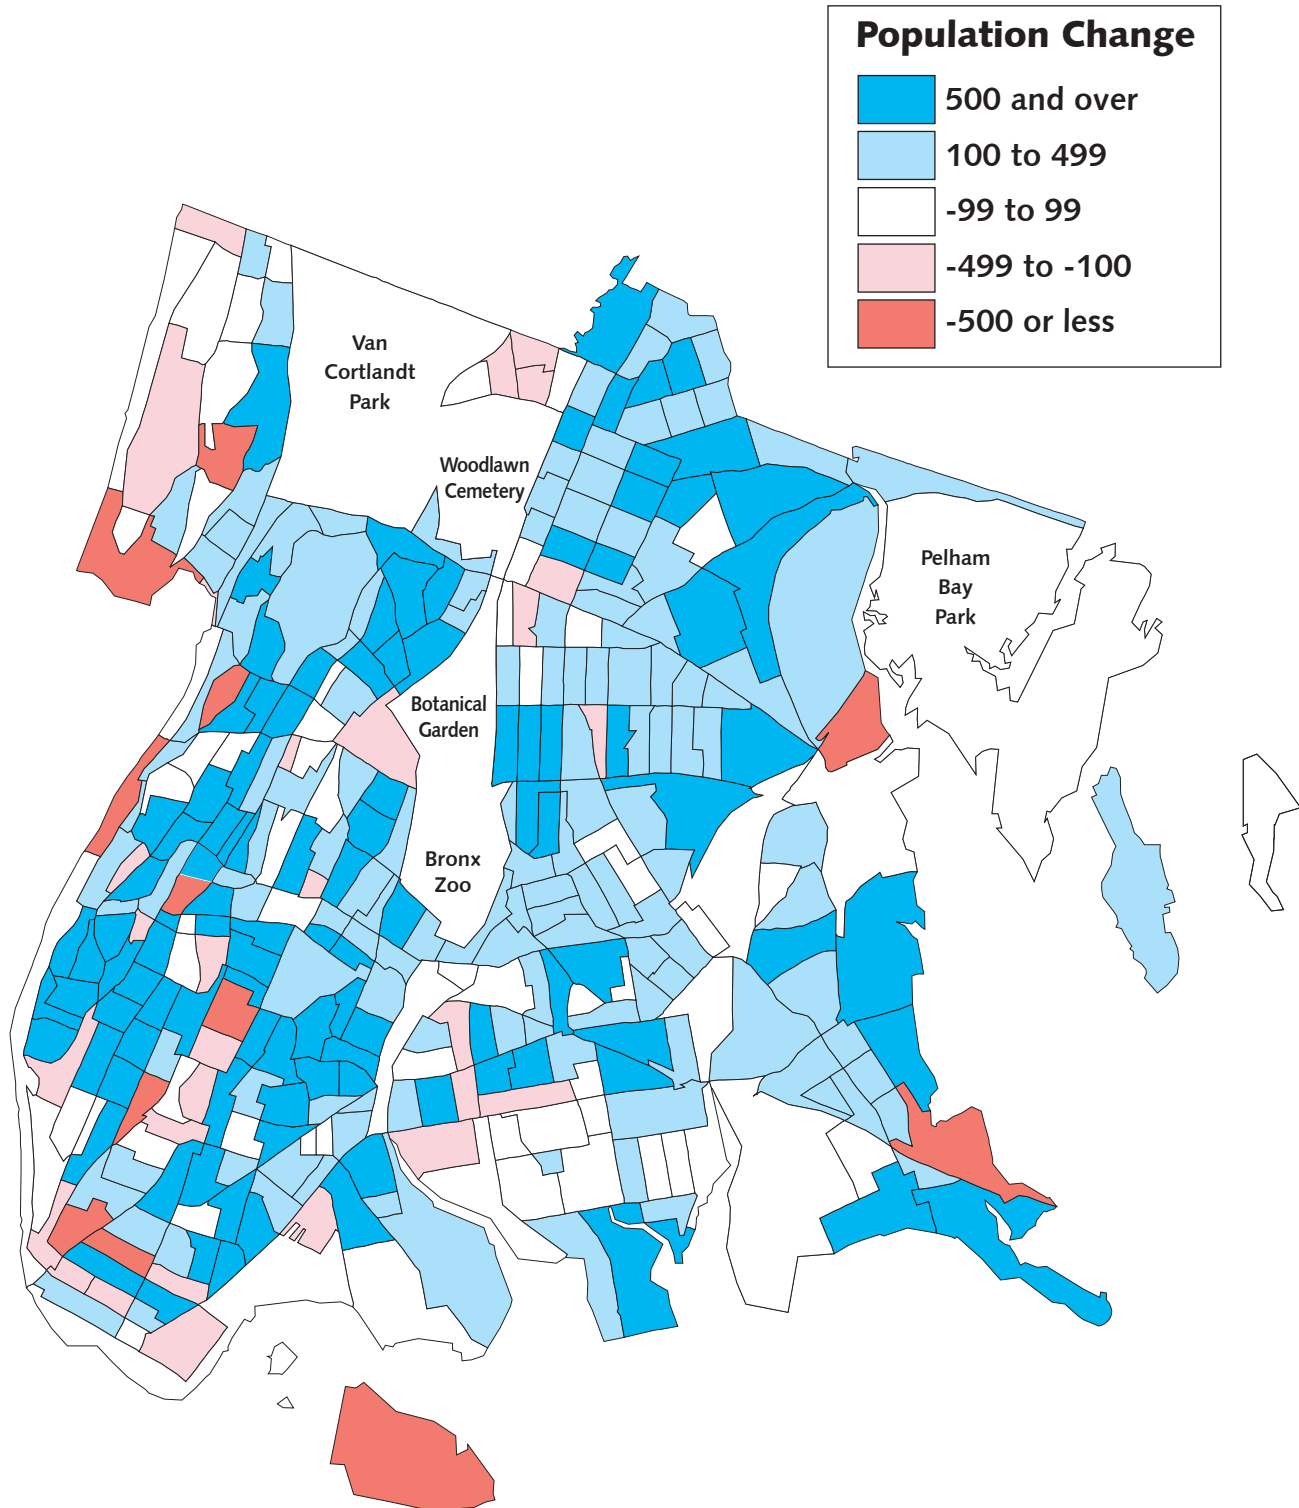 Population Change
500 and over
100 to 499
-99 to 99
-499 to -100
-500 or less
Van
Cortlandt
Park
Woodlawn
Cemetery
Pelham
Bay
Park
Botanical
Garden
Bronx
Zoo